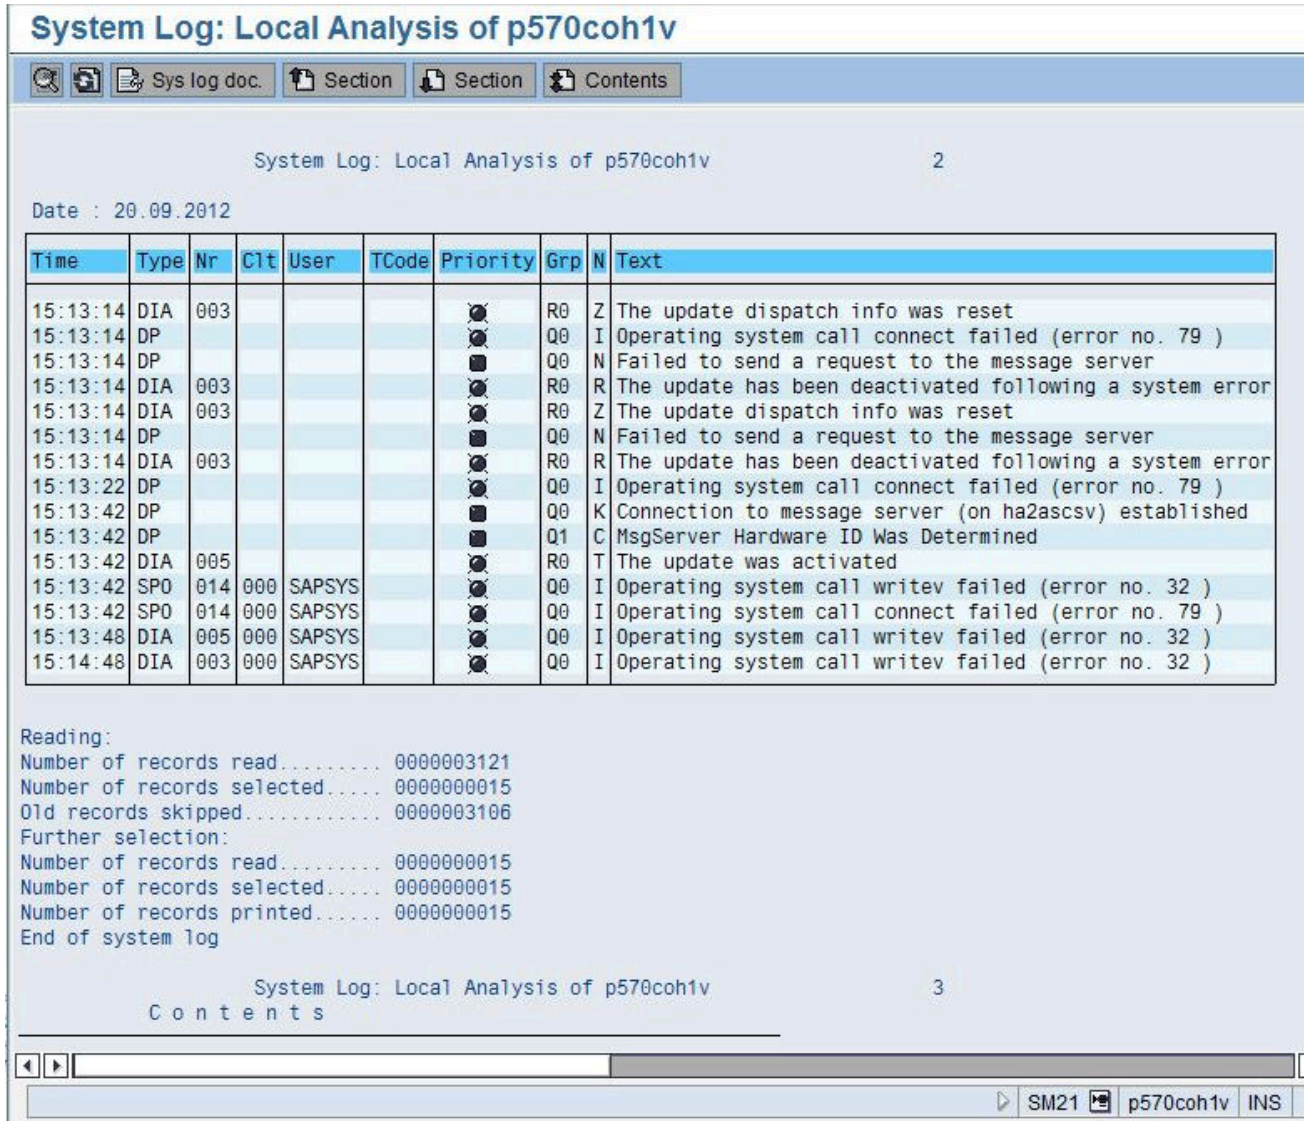 System Log: Local Analysis of p570coh1v
Sys log doc. Section Section Contents
System Log: Local Analysis of p570coh1v 2
Date : 20.09.2012
Time Type Nr Clt User TCode Priority Grp N Text
15:13:14 DIA 003 R0 Z The update dispatch info was reset
15:13:14 DP Q0 I Operating system call connect failed (error no. 79 )
15:13:14 DP Q0 N Failed to send a request to the message server
15:13:14 DIA 003 R0 R The update has been deactivated following a system error
15:13:14 DIA 003 R0 Z The update dispatch info was reset
15:13:14 DP Q0 N Failed to send a request to the message server
15:13:14 DIA 003 R0 R The update has been deactivated following a system error
15:13:22 DP Q0 I Operating system call connect failed (error no. 79 )
15:13:42 DP Q0 K Connection to message server (on ha2ascsv) established
15:13:42 DP Q1 C MsgServer Hardware ID Was Determined
15:13:42 DIA 005 R0 T The update was activated
15:13:42 SPO 014 000 SAPSYS Q0 I Operating system call writev failed (error no. 32 )
15:13:42 SPO 014 000 SAPSYS Q0 I Operating system call connect failed (error no. 79 )
15:13:48 DIA 005 000 SAPSYS Q0 I Operating system call writev failed (error no. 32 )
15:14:48 DIA 003 000 SAPSYS Q0 I Operating system call writev failed (error no. 32 )
Reading:
Number of records read......... 0000003121
Number of records selected..... 0000000015
Old records skipped............ 0000003106
Further selection:
Number of records read......... 0000000015
Number of records selected..... 0000000015
Number of records printed...... 0000000015
End of system log
System Log: Local Analysis of p570coh1v 3
C o n t e n t s
SM21 p570coh1v INS